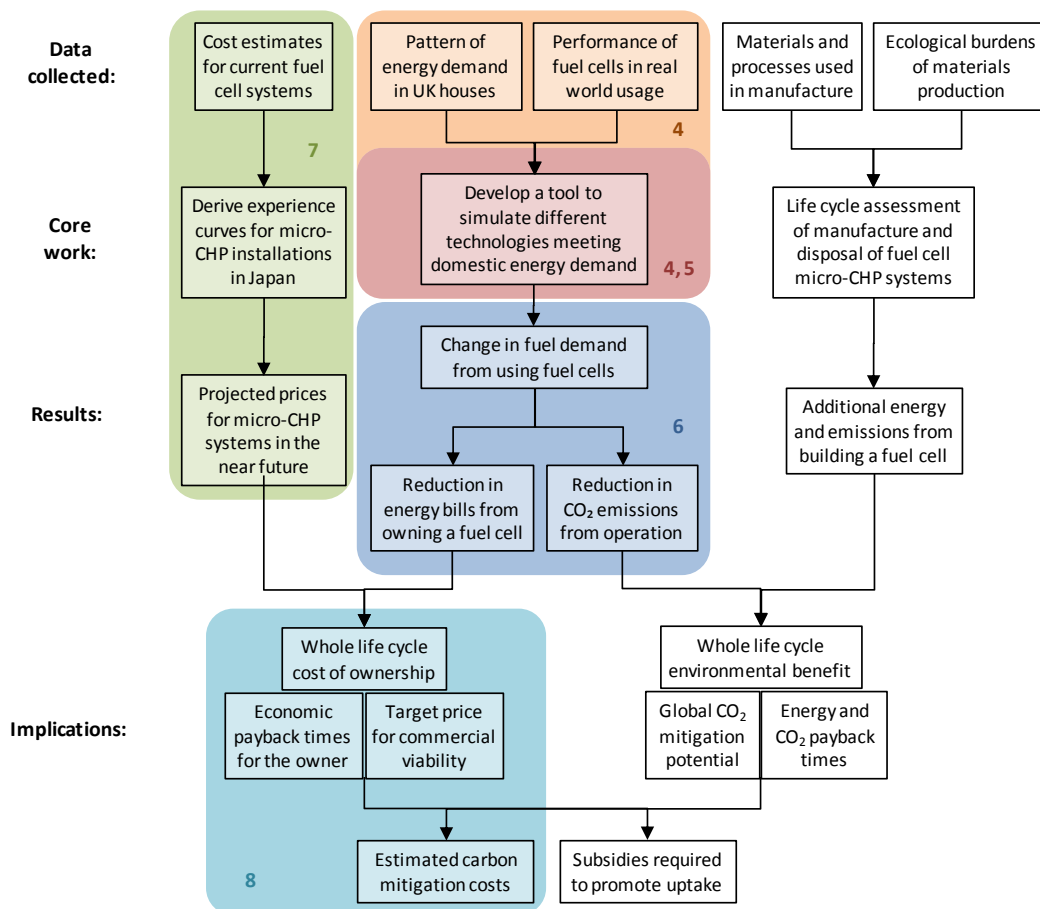 Data
collected:
Cost estimates
for current fuel
cell systems
Pattern of
energy demand
in UK houses
Performance of
fuel cells in real
world usage
Materials and
processes used
in manufacture
Ecological burdens
of materials
production
4
7
Core
work:
Derive experience
curves for micro-
CHP installations
in Japan
Develop a tool to
simulate different
technologies meeting
domestic energy demand
4, 5
Life cycle assessment
of manufacture and
disposal of fuel cell
micro-CHP systems
Change in fuel demand
from using fuel cells
Results:
Projected prices
for micro-CHP
systems in the
near future
6
Additional energy
and emissions from
building a fuel cell
Reduction in
energy bills from
owning a fuel cell
Reduction in
CO₂ emissions
from operation
Whole life cycle
cost of ownership
Whole life cycle
environmental benefit
Implications:
Economic
payback times
for the owner
Target price
for commercial
viability
Global CO₂
mitigation
potential
Energy and
CO₂ payback
times
Estimated carbon
mitigation costs
Subsidies required
to promote uptake
8